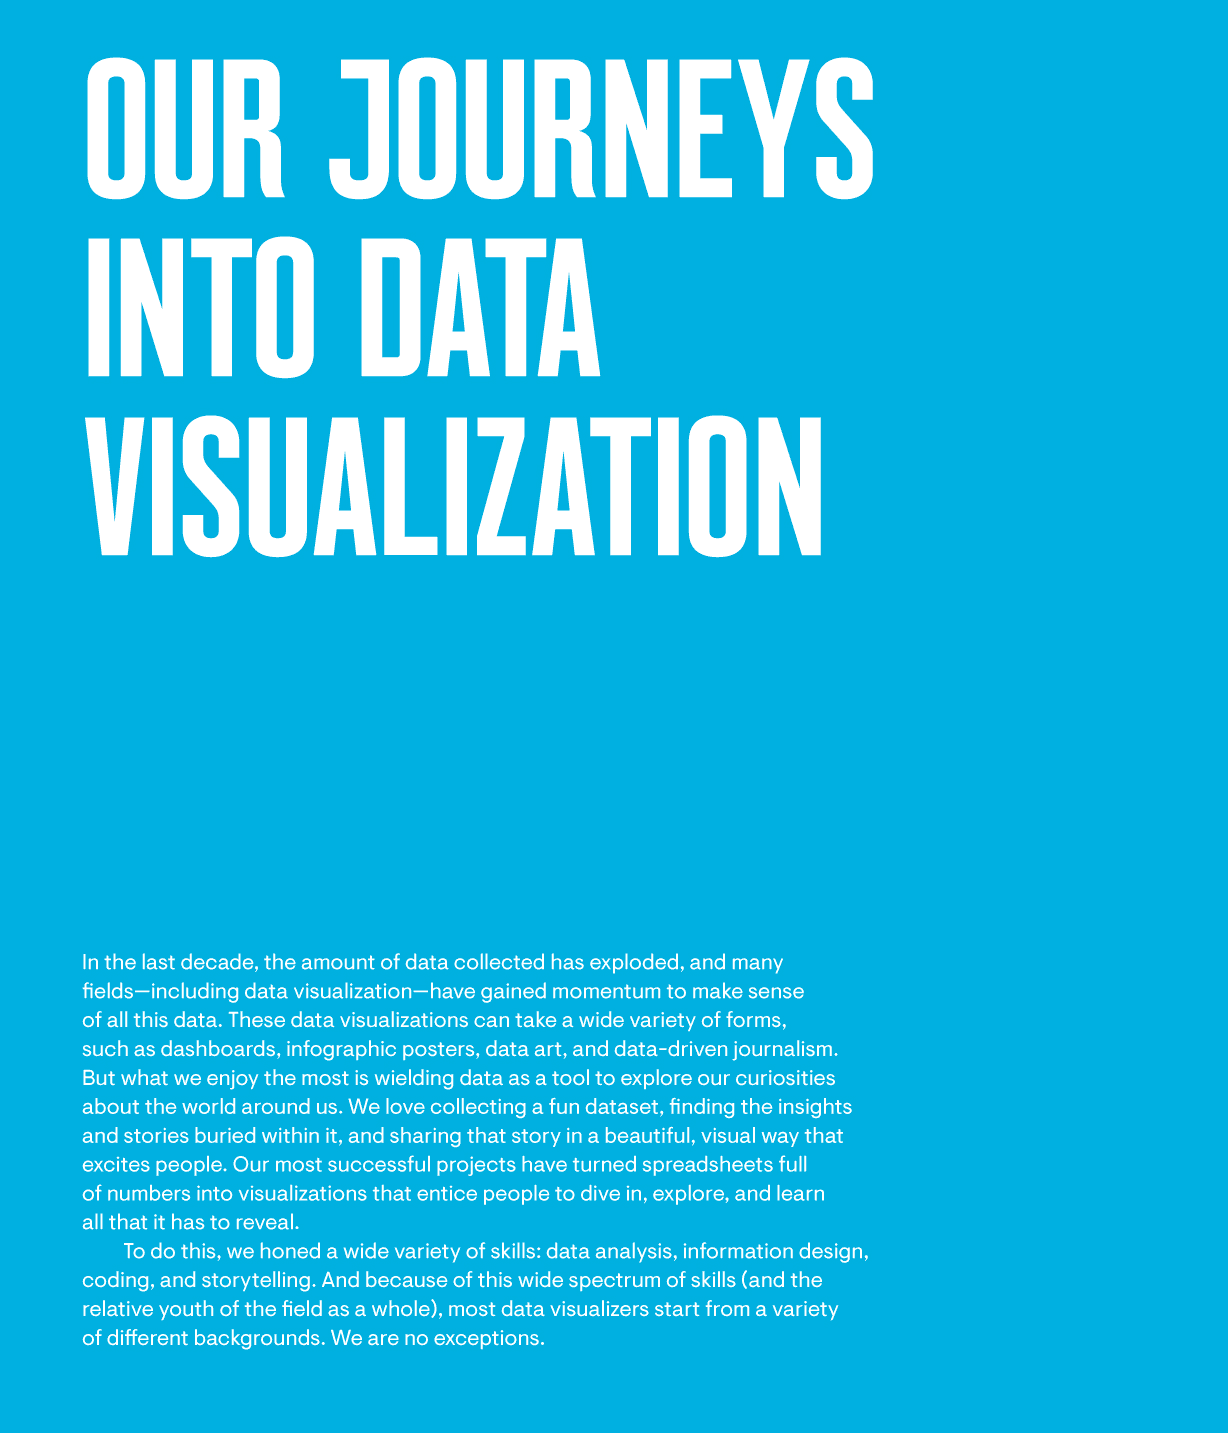 OUR JOURNEYS
INTO DATA
VISUALIZATION
In the last decade, the amount of data collected has exploded, and many
fields—including data visualization—have gained momentum to make sense
of all this data. These data visualizations can take a wide variety of forms,
such as dashboards, infographic posters, data art, and data-driven journalism.
But what we enjoy the most is wielding data as a tool to explore our curiosities
about the world around us. We love collecting a fun dataset, finding the insights
and stories buried within it, and sharing that story in a beautiful, visual way that
excites people. Our most successful projects have turned spreadsheets full
of numbers into visualizations that entice people to dive in, explore, and learn
all that it has to reveal.
To do this, we honed a wide variety of skills: data analysis, information design,
coding, and storytelling. And because of this wide spectrum of skills (and the
relative youth of the field as a whole), most data visualizers start from a variety
of different backgrounds. We are no exceptions.